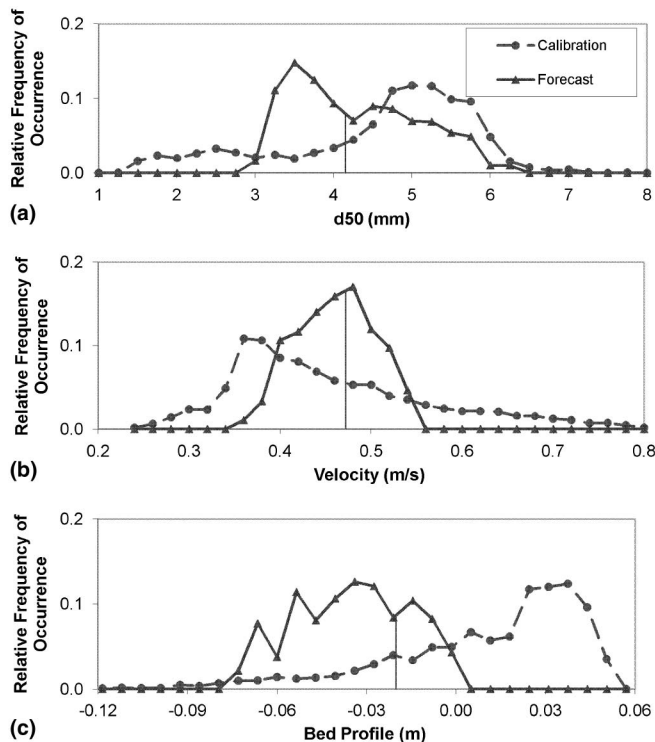 0.2
0.1
0.0
Relative Frequency of
Occurrence
Calibration
Forecast
1 2 3 4 5 6 7 8
d50 (mm)
(a)
0.2
0.1
0.0
Relative Frequency of
Occurrence
0.2 0.3 0.4 0.5 0.6 0.7 0.8
Velocity (m/s)
(b)
0.2
0.1
0.0
Relative Frequency of
Occurrence
-0.12 -0.09 -0.06 -0.03 0.00 0.03 0.06
Bed Profile (m)
(c)